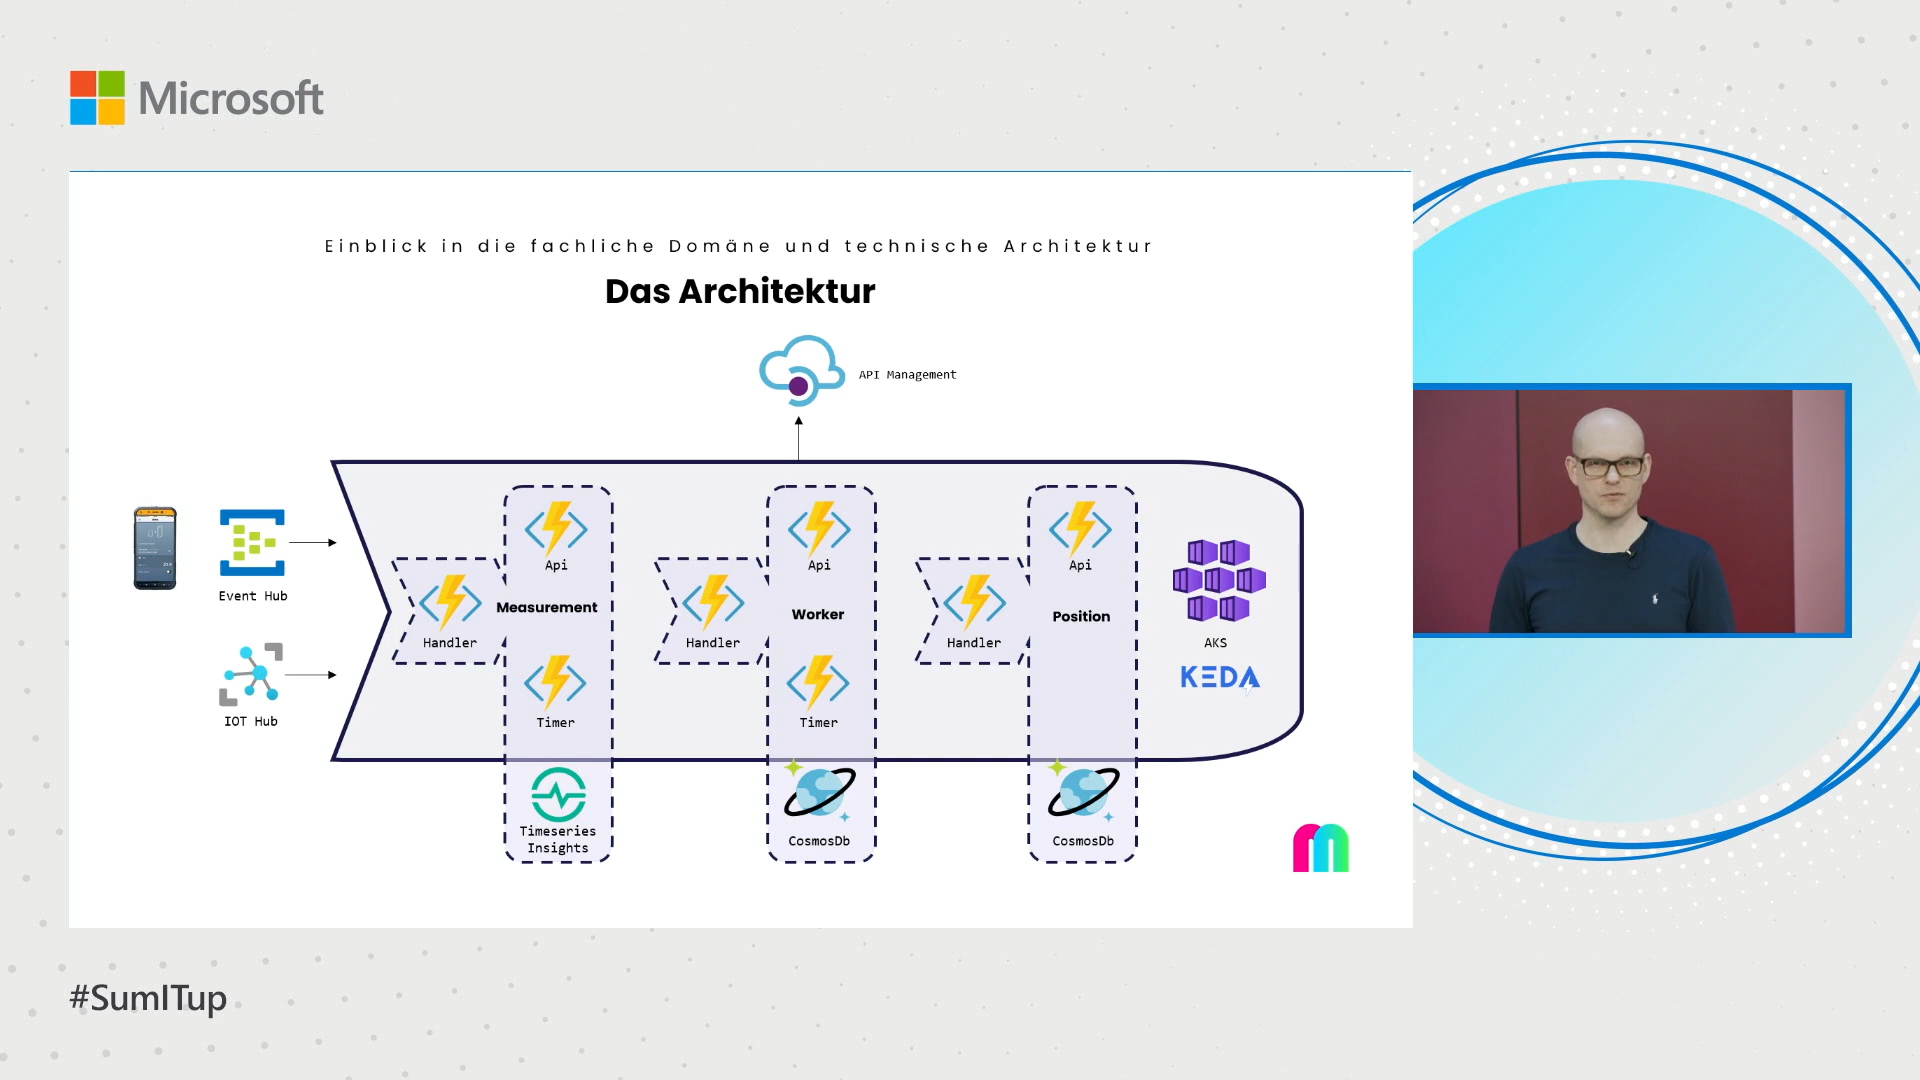 Microsoft
Einblick in die fachliche Domäne und technische Architektur
Das Architektur
API Management
Event Hub
IOT Hub
Handler
Api
Measurement
Timer
Timeseries
Insights
Handler
Api
Worker
Timer
CosmosDb
Handler
Api
Position
CosmosDb
AKS
KEDA
#SumITup